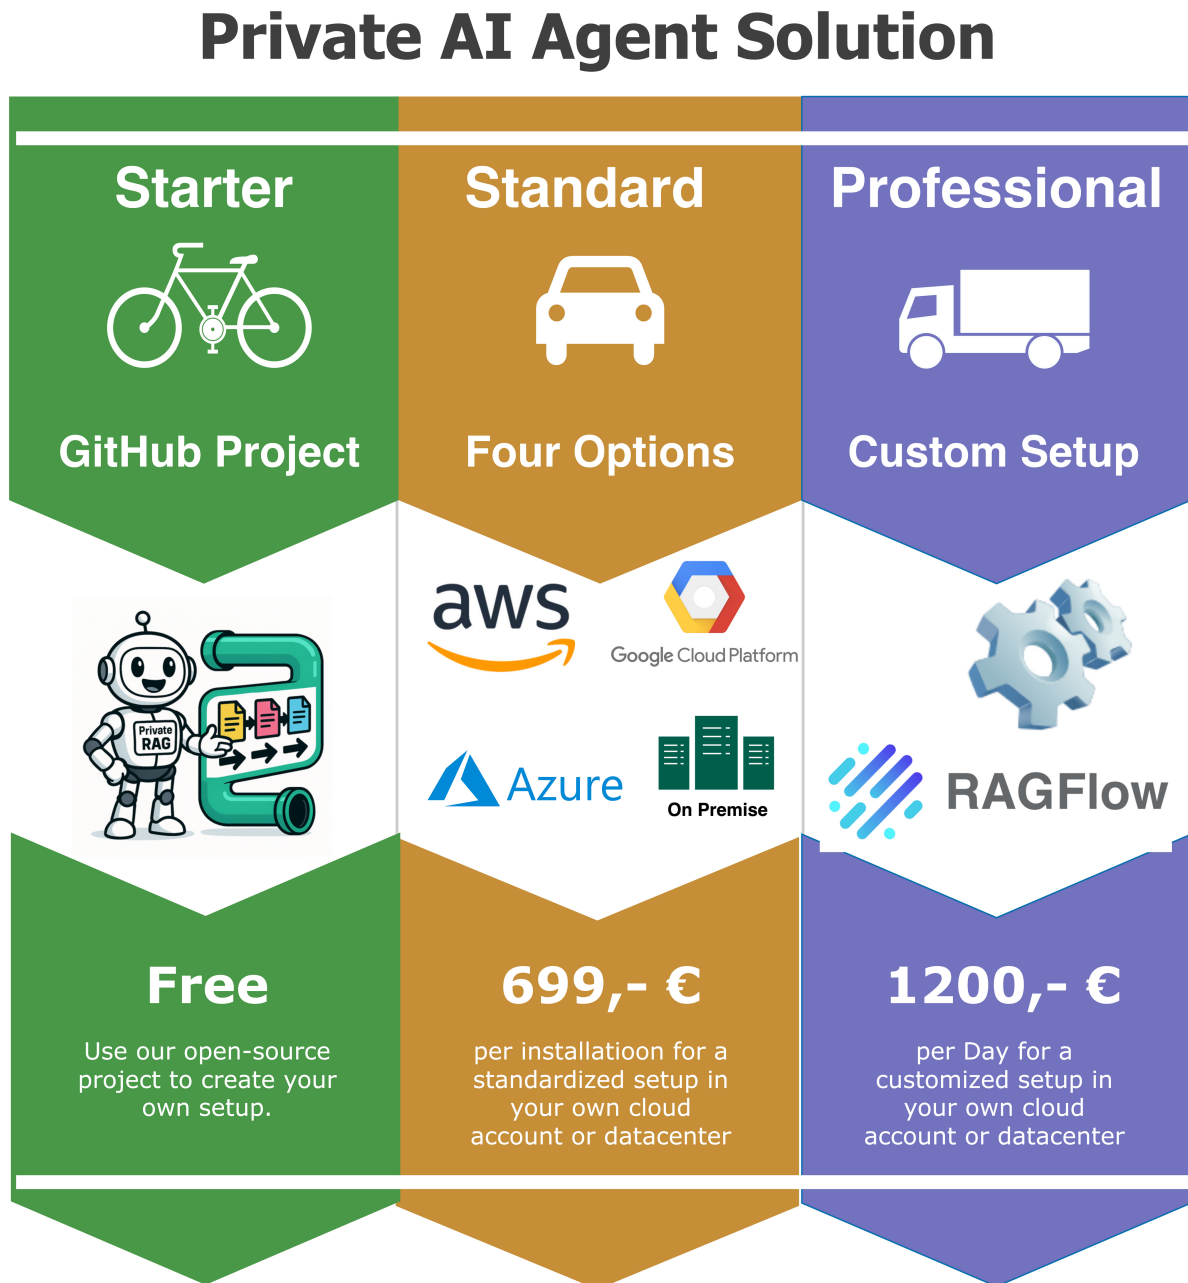 Private AI Agent Solution
Starter
GitHub Project
Private
RAG
Free
Use our open-source
project to create your
own setup.
Standard
Four Options
aws
Google Cloud Platform
Azure
On Premise
699,- €
per installatioon for a
standardized setup in
your own cloud
account or datacenter
Professional
Custom Setup
RAGFlow
1200,- €
per Day for a
customized setup in
your own cloud
account or datacenter